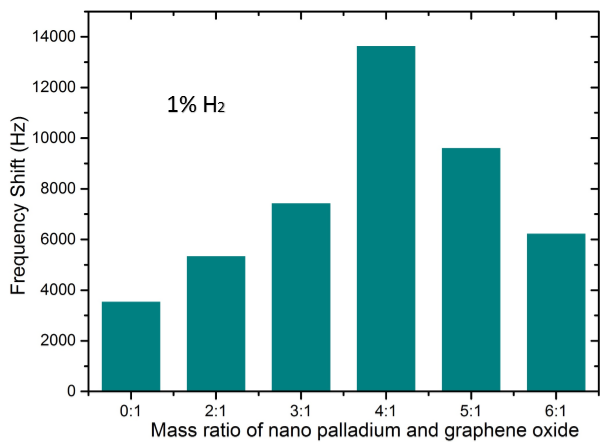 14000
12000
10000
8000
6000
4000
2000
0
Frequency Shift (Hz)
1% H₂
0:1 2:1 3:1 4:1 5:1 6:1
Mass ratio of nano palladium and graphene oxide